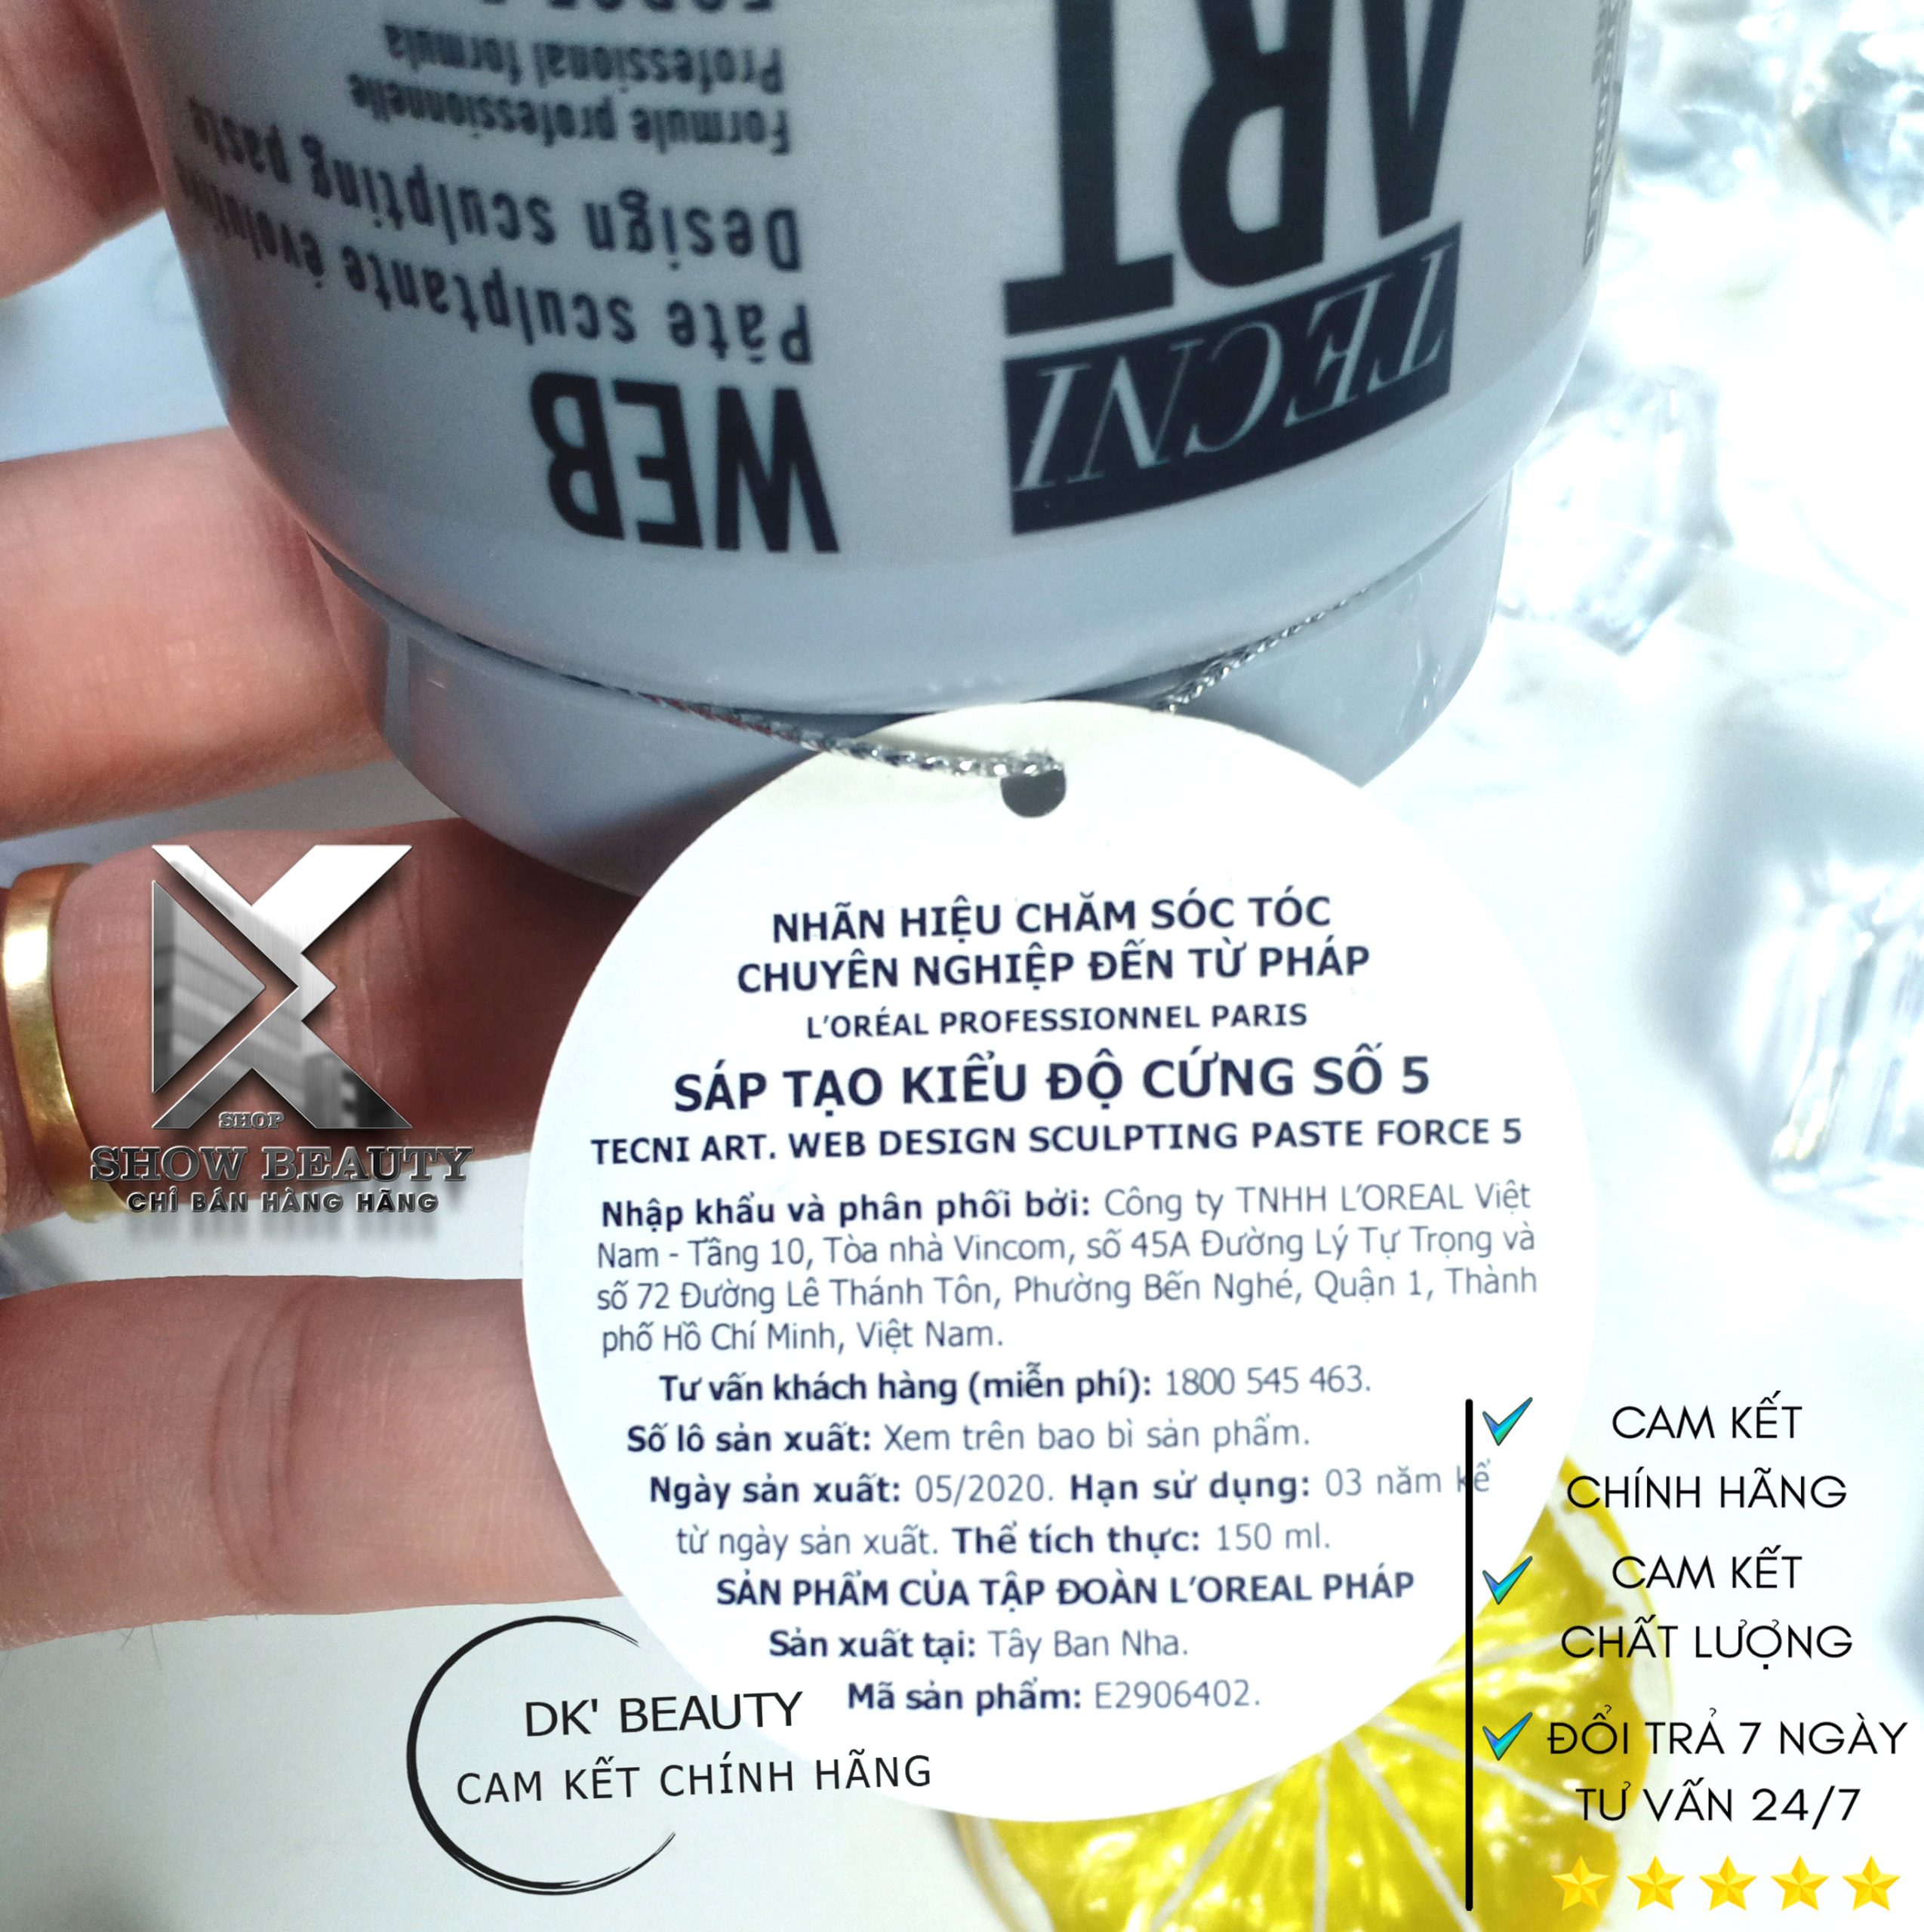 TECNI
ART
WEB
Pâte sculptante évolutive
Design sculpting paste
Formule professionnelle
Professional formula
NHÃN HIỆU CHĂM SÓC TÓC
CHUYÊN NGHIỆP ĐẾN TỪ PHÁP
L'ORÉAL PROFESSIONNEL PARIS
SÁP TẠO KIỂU ĐỘ CỨNG SỐ 5
TECNI ART. WEB DESIGN SCULPTING PASTE FORCE 5
Nhập khẩu và phân phối bởi: Công ty TNHH L'OREAL Việt
Nam - Tầng 10, Tòa nhà Vincom, số 45A Đường Lý Tự Trọng và
số 72 Đường Lê Thánh Tôn, Phường Bến Nghé, Quận 1, Thành
phố Hồ Chí Minh, Việt Nam.
Tư vấn khách hàng (miễn phí): 1800 545 463.
Số lô sản xuất: Xem trên bao bì sản phẩm.
Ngày sản xuất: 05/2020. Hạn sử dụng: 03 năm kể
từ ngày sản xuất. Thể tích thực: 150 ml.
SẢN PHẨM CỦA TẬP ĐOÀN L'OREAL PHÁP
Sản xuất tại: Tây Ban Nha.
Mã sản phẩm: E2906402.
SHOP
SHOW BEAUTY
CHỈ BÁN HÀNG HÃNG
DK' BEAUTY
CAM KẾT CHÍNH HÃNG
CAM KẾT
CHÍNH HÃNG
CAM KẾT
CHẤT LƯỢNG
ĐỔI TRẢ 7 NGÀY
TƯ VẤN 24/7